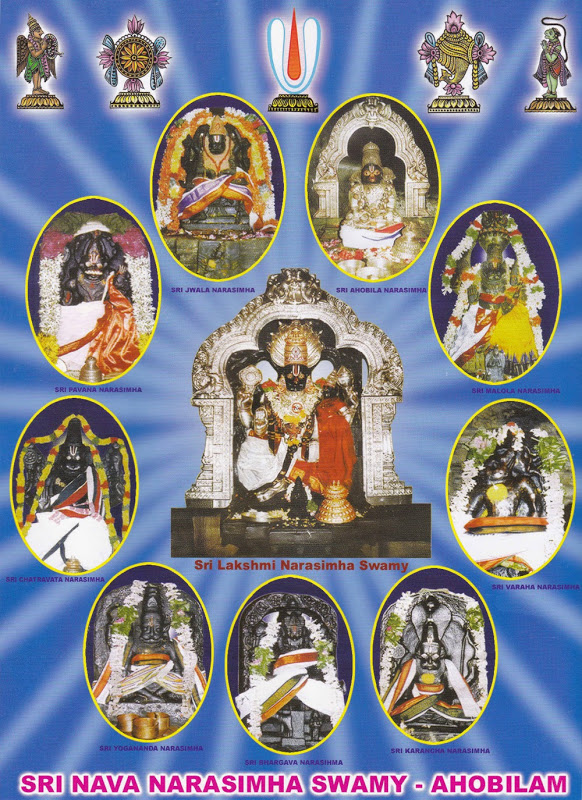 SRI JWALA NARASIMHA
SRI AHOBILA NARASIMHA
SRI PAVANA NARASIMHA
SRI MALOLA NARASIMHA
Sri Lakshmi Narasimha Swamy
SRI CHATRAVATA NARASIMHA
SRI VARAHA NARASIMHA
SRI YOGANANDA NARASIMHA
SRI BHARGAVA NARASIHMA
SRI KARANCHA NARASIMHA
SRI NAVA NARASIMHA SWAMY - AHOBILAM